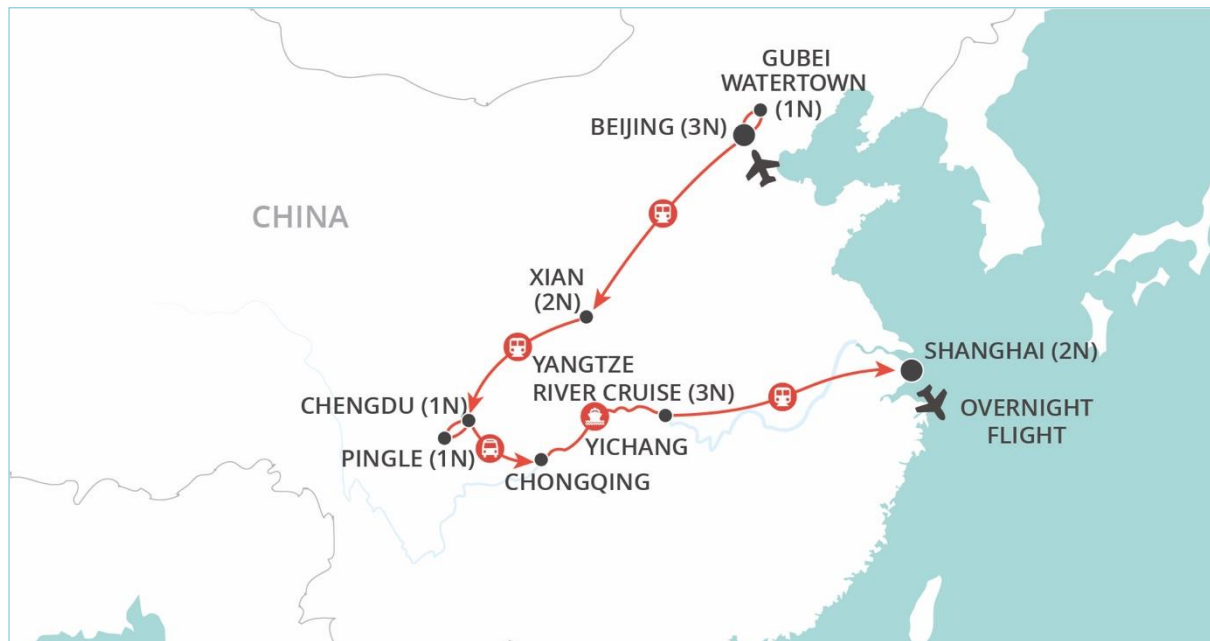 GUBEI
WATERTOWN
(1N)
BEIJING (3N)
CHINA
XIAN
(2N)
YANGTZE
RIVER CRUISE (3N)
SHANGHAI (2N)
CHENGDU (1N)
OVERNIGHT
FLIGHT
PINGLE (1N)
YICHANG
CHONGQING